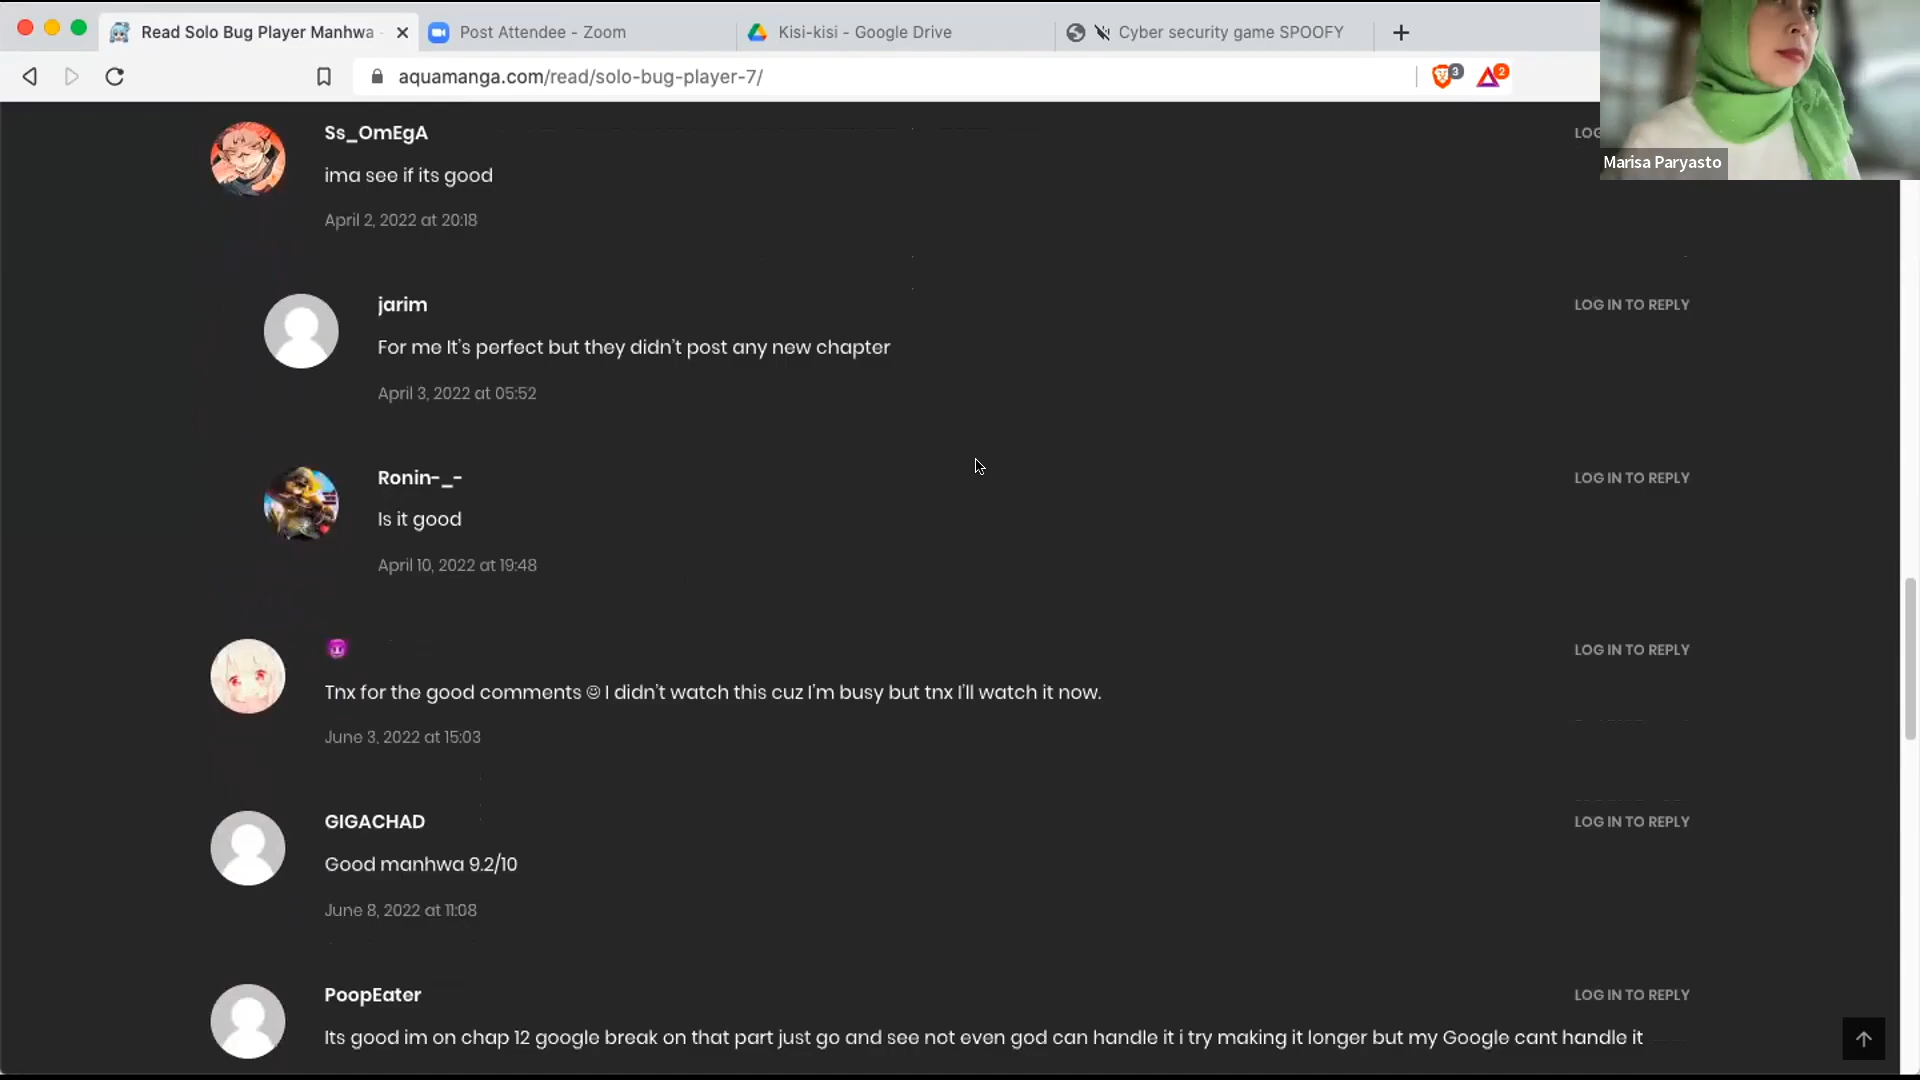 Read Solo Bug Player Manhwa -
Post Attendee - Zoom
Kisi-kisi - Google Drive
Cyber security game SPOOFY
aquamanga.com/read/solo-bug-player-7/
3
2
Marisa Paryasto
Ss_OmEgA
LOG
ima see if its good
April 2, 2022 at 20:18
jarim
LOG IN TO REPLY
For me It's perfect but they didn't post any new chapter
April 3, 2022 at 05:52
Ronin-_-
LOG IN TO REPLY
Is it good
April 10, 2022 at 19:48
😈
LOG IN TO REPLY
Tnx for the good comments ☺ I didn't watch this cuz I'm busy but tnx I'll watch it now.
June 3, 2022 at 15:03
GIGACHAD
LOG IN TO REPLY
Good manhwa 9.2/10
June 8, 2022 at 11:08
PoopEater
LOG IN TO REPLY
Its good im on chap 12 google break on that part just go and see not even god can handle it i try making it longer but my Google cant handle it